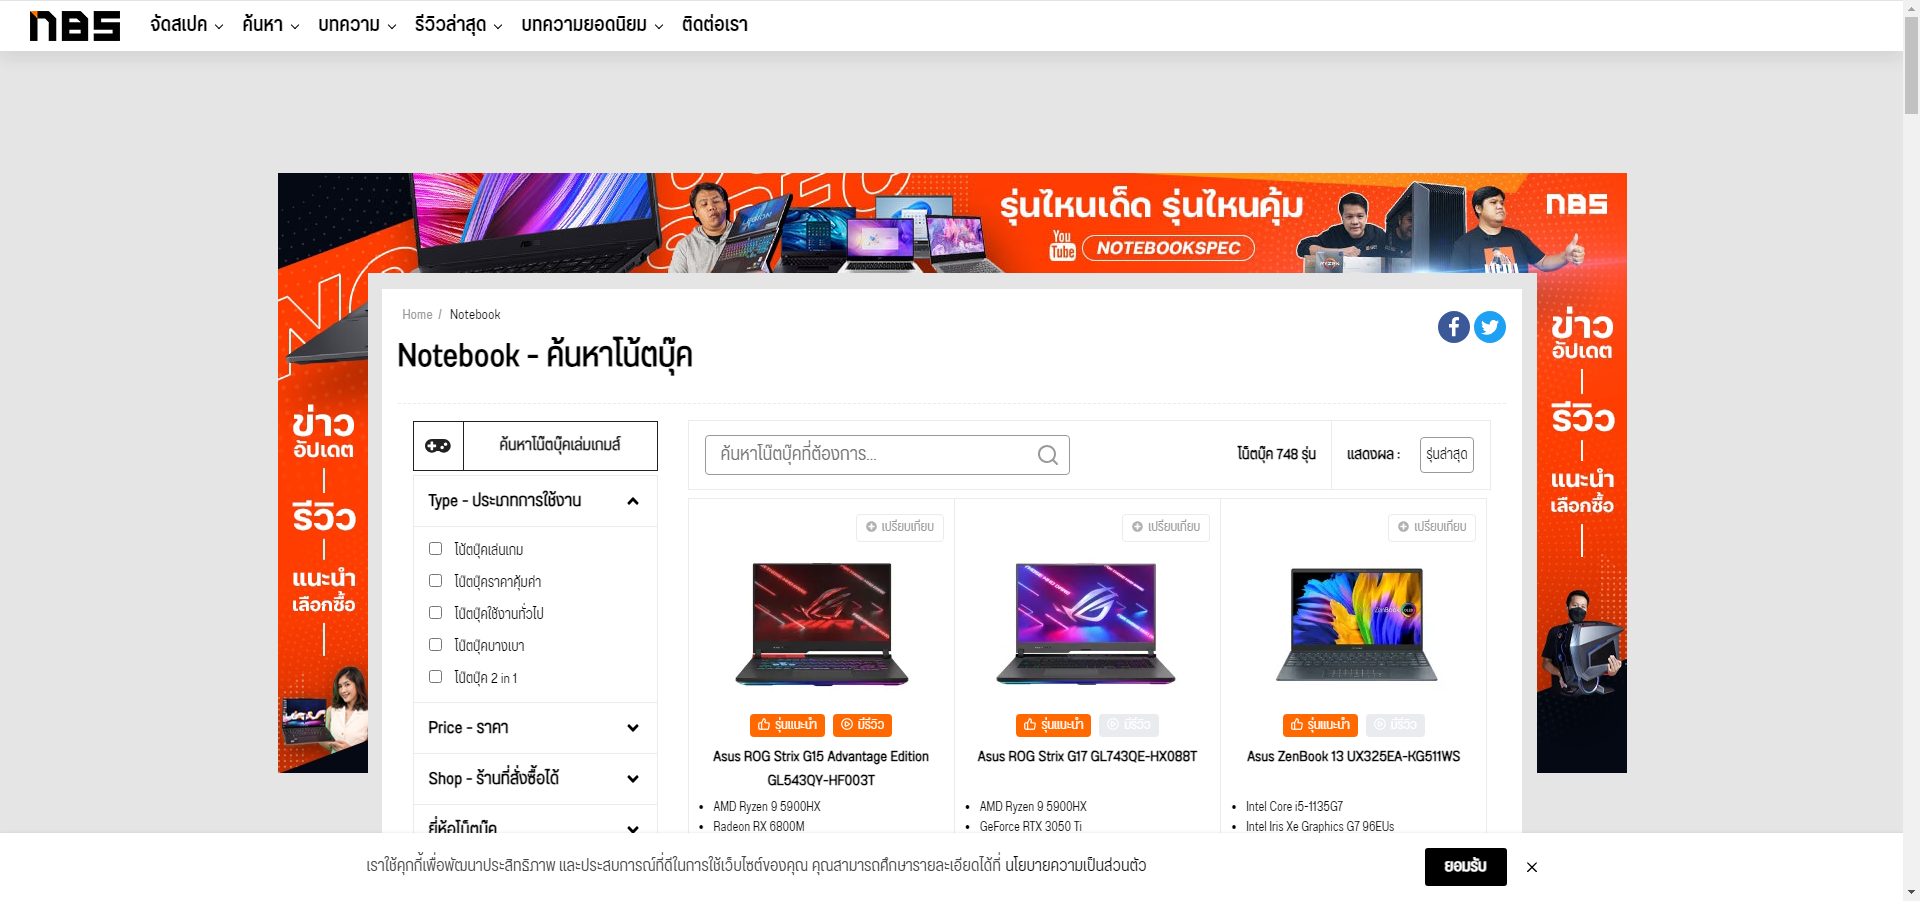 NBS
จัดสเปค
ค้นหา
บทความ
รีวิวล่าสุด
บทความยอดนิยม
ติดต่อเรา
รุ่นไหนเด็ด รุ่นไหนคุ้ม
You Tube NOTEBOOKSPEC
NBS
ข่าว
อัปเดต
รีวิว
แนะนำ
เลือกซื้อ
ข่าว
อัปเดต
รีวิว
แนะนำ
เลือกซื้อ
Home / Notebook
Notebook - ค้นหาโน้ตบุ๊ค
ค้นหาโน๊ตบุ๊คเล่มเกมส์
Type - ประเภทการใช้งาน
โน้ตบุ๊คเล่นเกม
โน๊ตบุ๊คราคาคุ้มค่า
โน๊ตบุ๊คใช้งานทั่วไป
โน๊ตบุ๊คบางเบา
โน๊ตบุ๊ค 2 in 1
Price - ราคา
Shop - ร้านที่สั่งซื้อได้
ยี่ห้อโน๊ตบุ๊ค
ค้นหาโน๊ตบุ๊คที่ต้องการ...
โน็ตบุ๊ค 748 รุ่น
แสดงผล :
รุ่นล่าสุด
เปรียบเทียบ
รุ่นแนะนำ
มีรีวิว
Asus ROG Strix G15 Advantage Edition
GL543QY-HF003T
AMD Ryzen 9 5900HX
Radeon RX 6800M
เปรียบเทียบ
รุ่นแนะนำ
มีรีวิว
Asus ROG Strix G17 GL743QE-HX088T
AMD Ryzen 9 5900HX
GeForce RTX 3050 Ti
เปรียบเทียบ
รุ่นแนะนำ
มีรีวิว
Asus ZenBook 13 UX325EA-KG511WS
Intel Core i5-1135G7
Intel Iris Xe Graphics G7 96EUs
เราใช้คุกกี้เพื่อพัฒนาประสิทธิภาพ และประสบการณ์ที่ดีในการใช้เว็บไซต์ของคุณ คุณสามารถศึกษารายละเอียดได้ที่ นโยบายความเป็นส่วนตัว
ยอมรับ